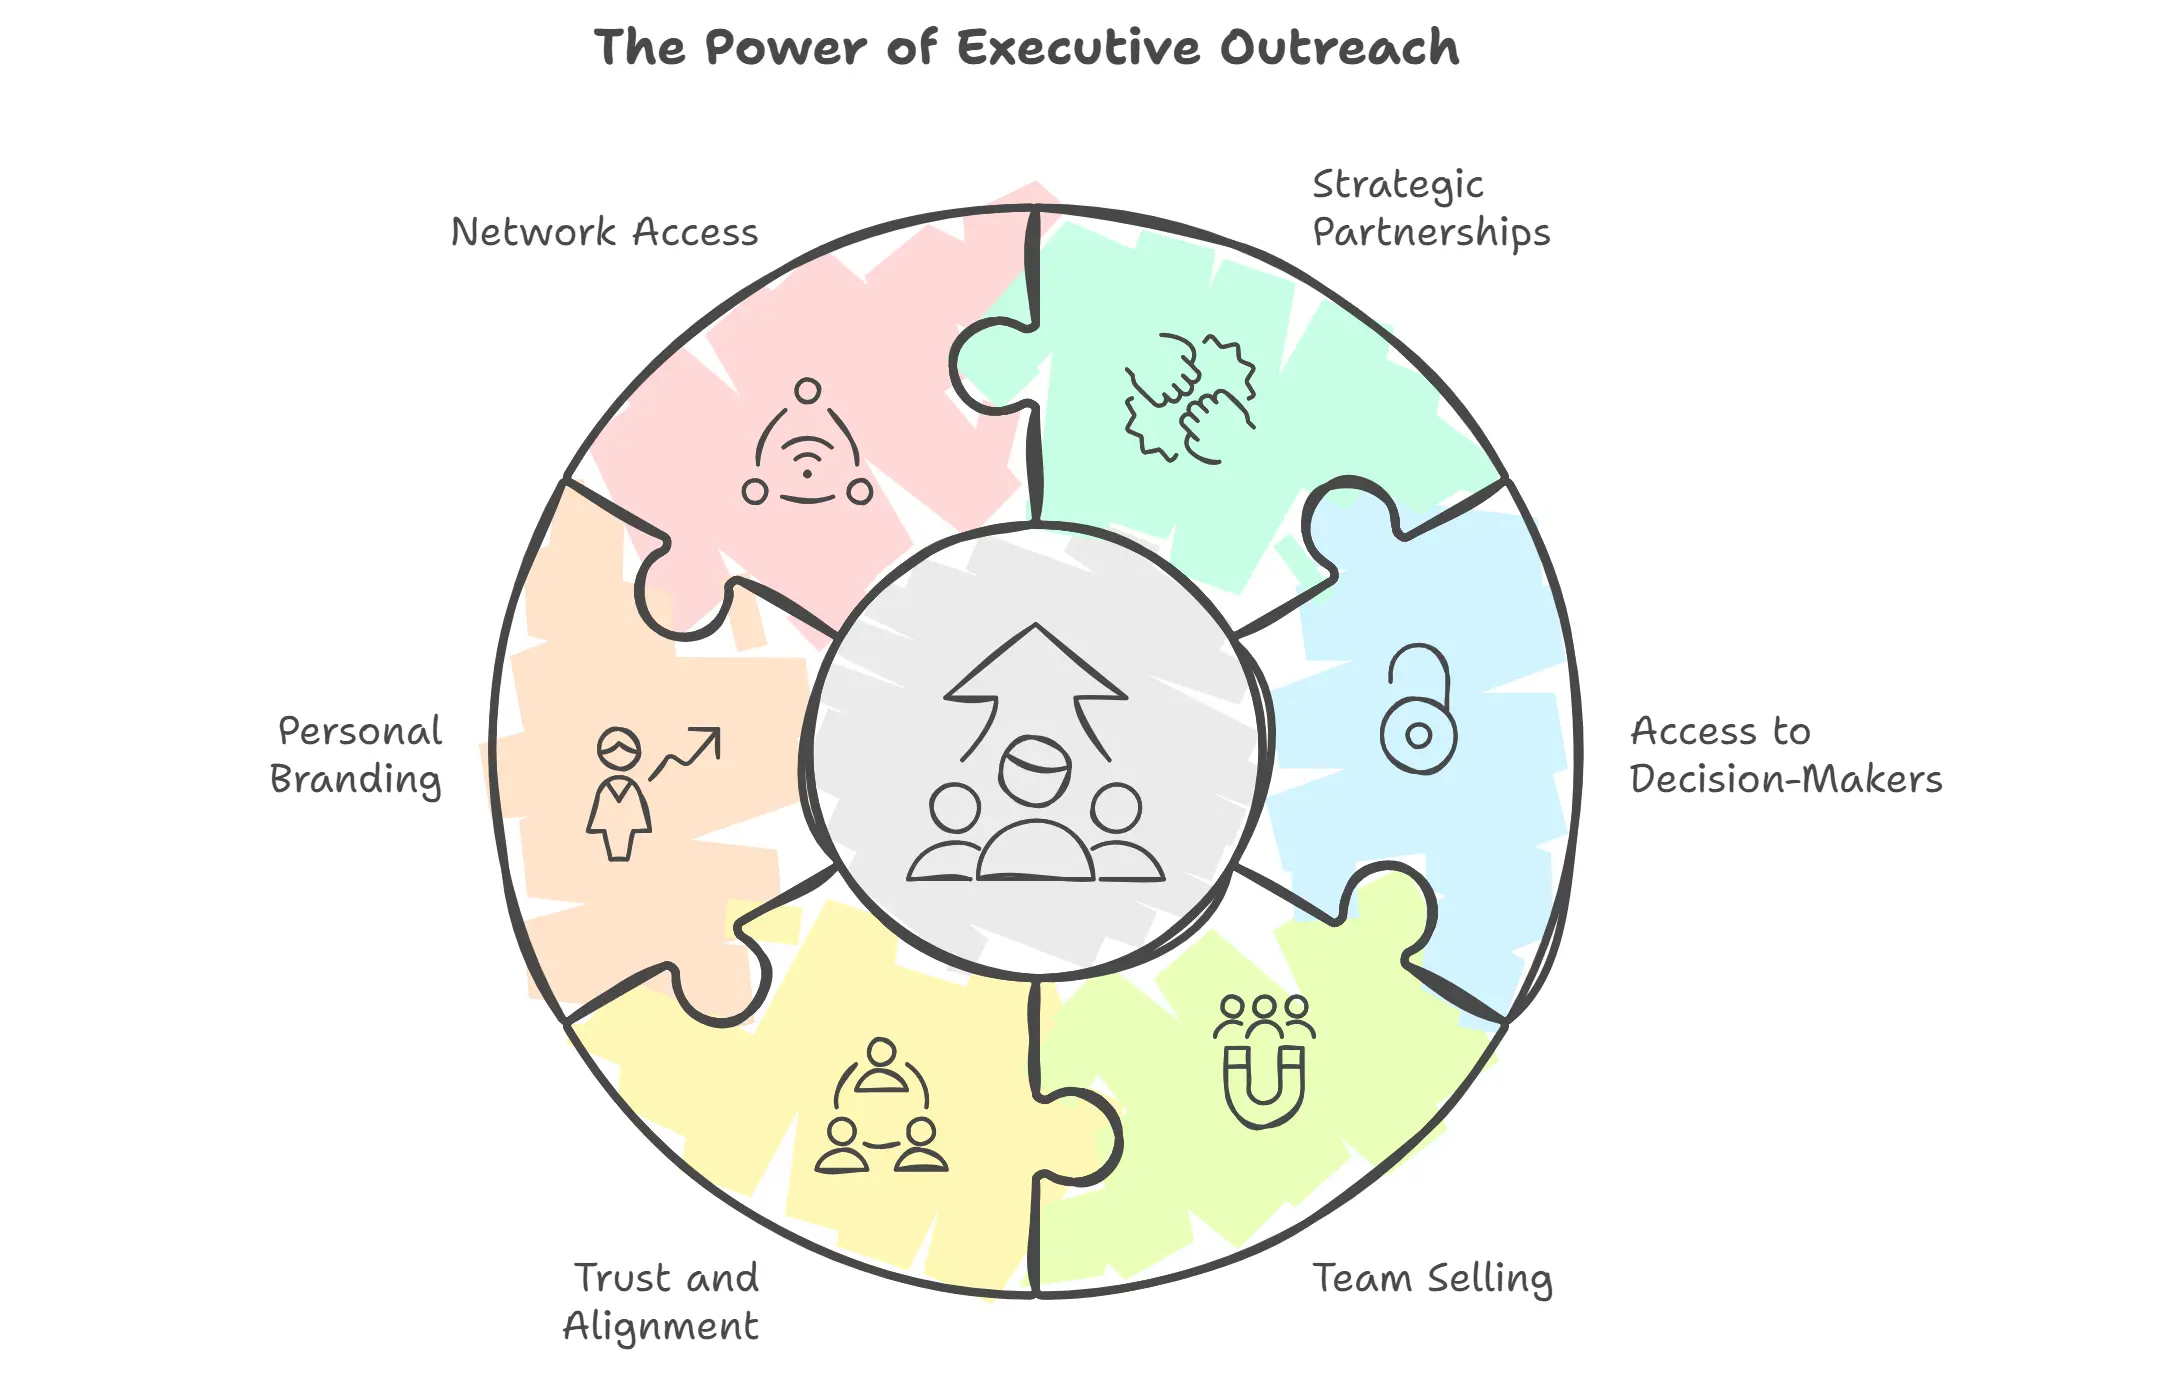 The Power of Executive Outreach
Strategic
Partnerships
Network Access
Personal
Branding
Access to
Decision-Makers
Trust and
Alignment
Team Selling